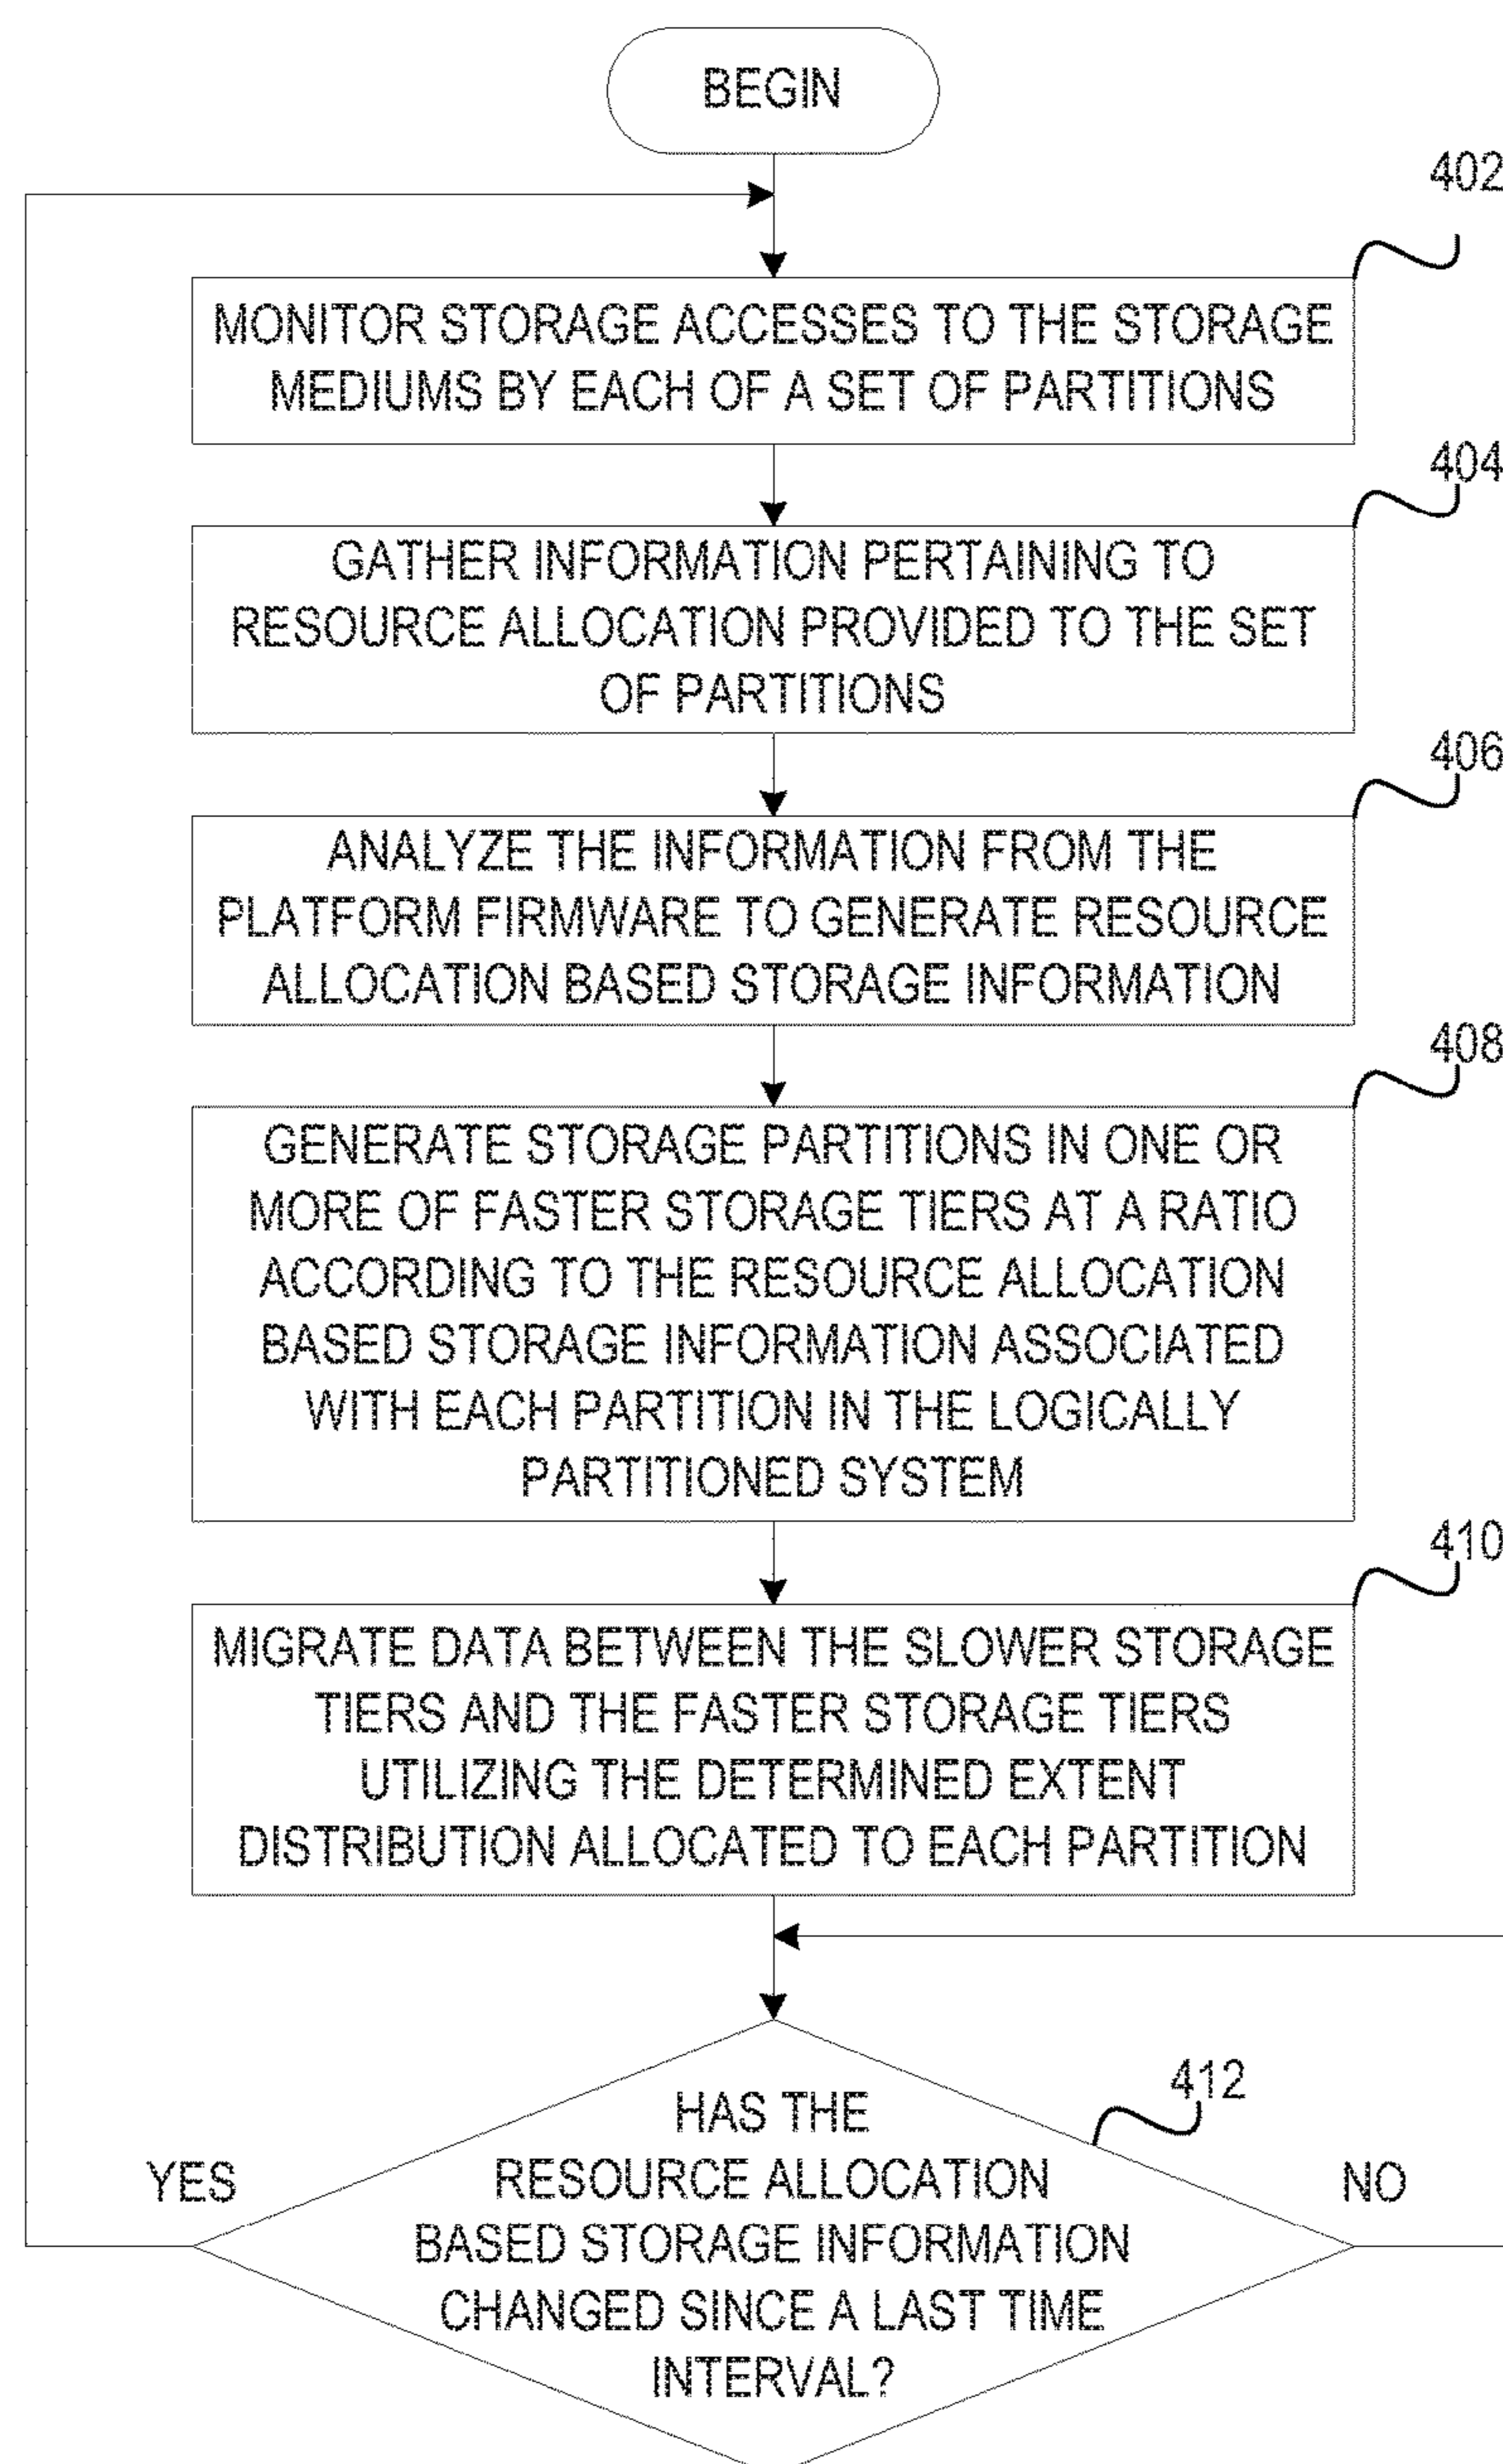 BEGIN
402
MONITOR STORAGE ACCESSES TO THE STORAGE
MEDIUMS BY EACH OF A SET OF PARTITIONS
404
GATHER INFORMATION PERTAINING TO
RESOURCE ALLOCATION PROVIDED TO THE SET
OF PARTITIONS
406
ANALYZE THE INFORMATION FROM THE
PLATFORM FIRMWARE TO GENERATE RESOURCE
ALLOCATION BASED STORAGE INFORMATION
408
GENERATE STORAGE PARTITIONS IN ONE OR
MORE OF FASTER STORAGE TIERS AT A RATIO
ACCORDING TO THE RESOURCE ALLOCATION
BASED STORAGE INFORMATION ASSOCIATED
WITH EACH PARTITION IN THE LOGICALLY
PARTITIONED SYSTEM
410
MIGRATE DATA BETWEEN THE SLOWER STORAGE
TIERS AND THE FASTER STORAGE TIERS
UTILIZING THE DETERMINED EXTENT
DISTRIBUTION ALLOCATED TO EACH PARTITION
412
HAS THE
YES
RESOURCE ALLOCATION
NO
BASED STORAGE INFORMATION
CHANGED SINCE A LAST TIME
INTERVAL?